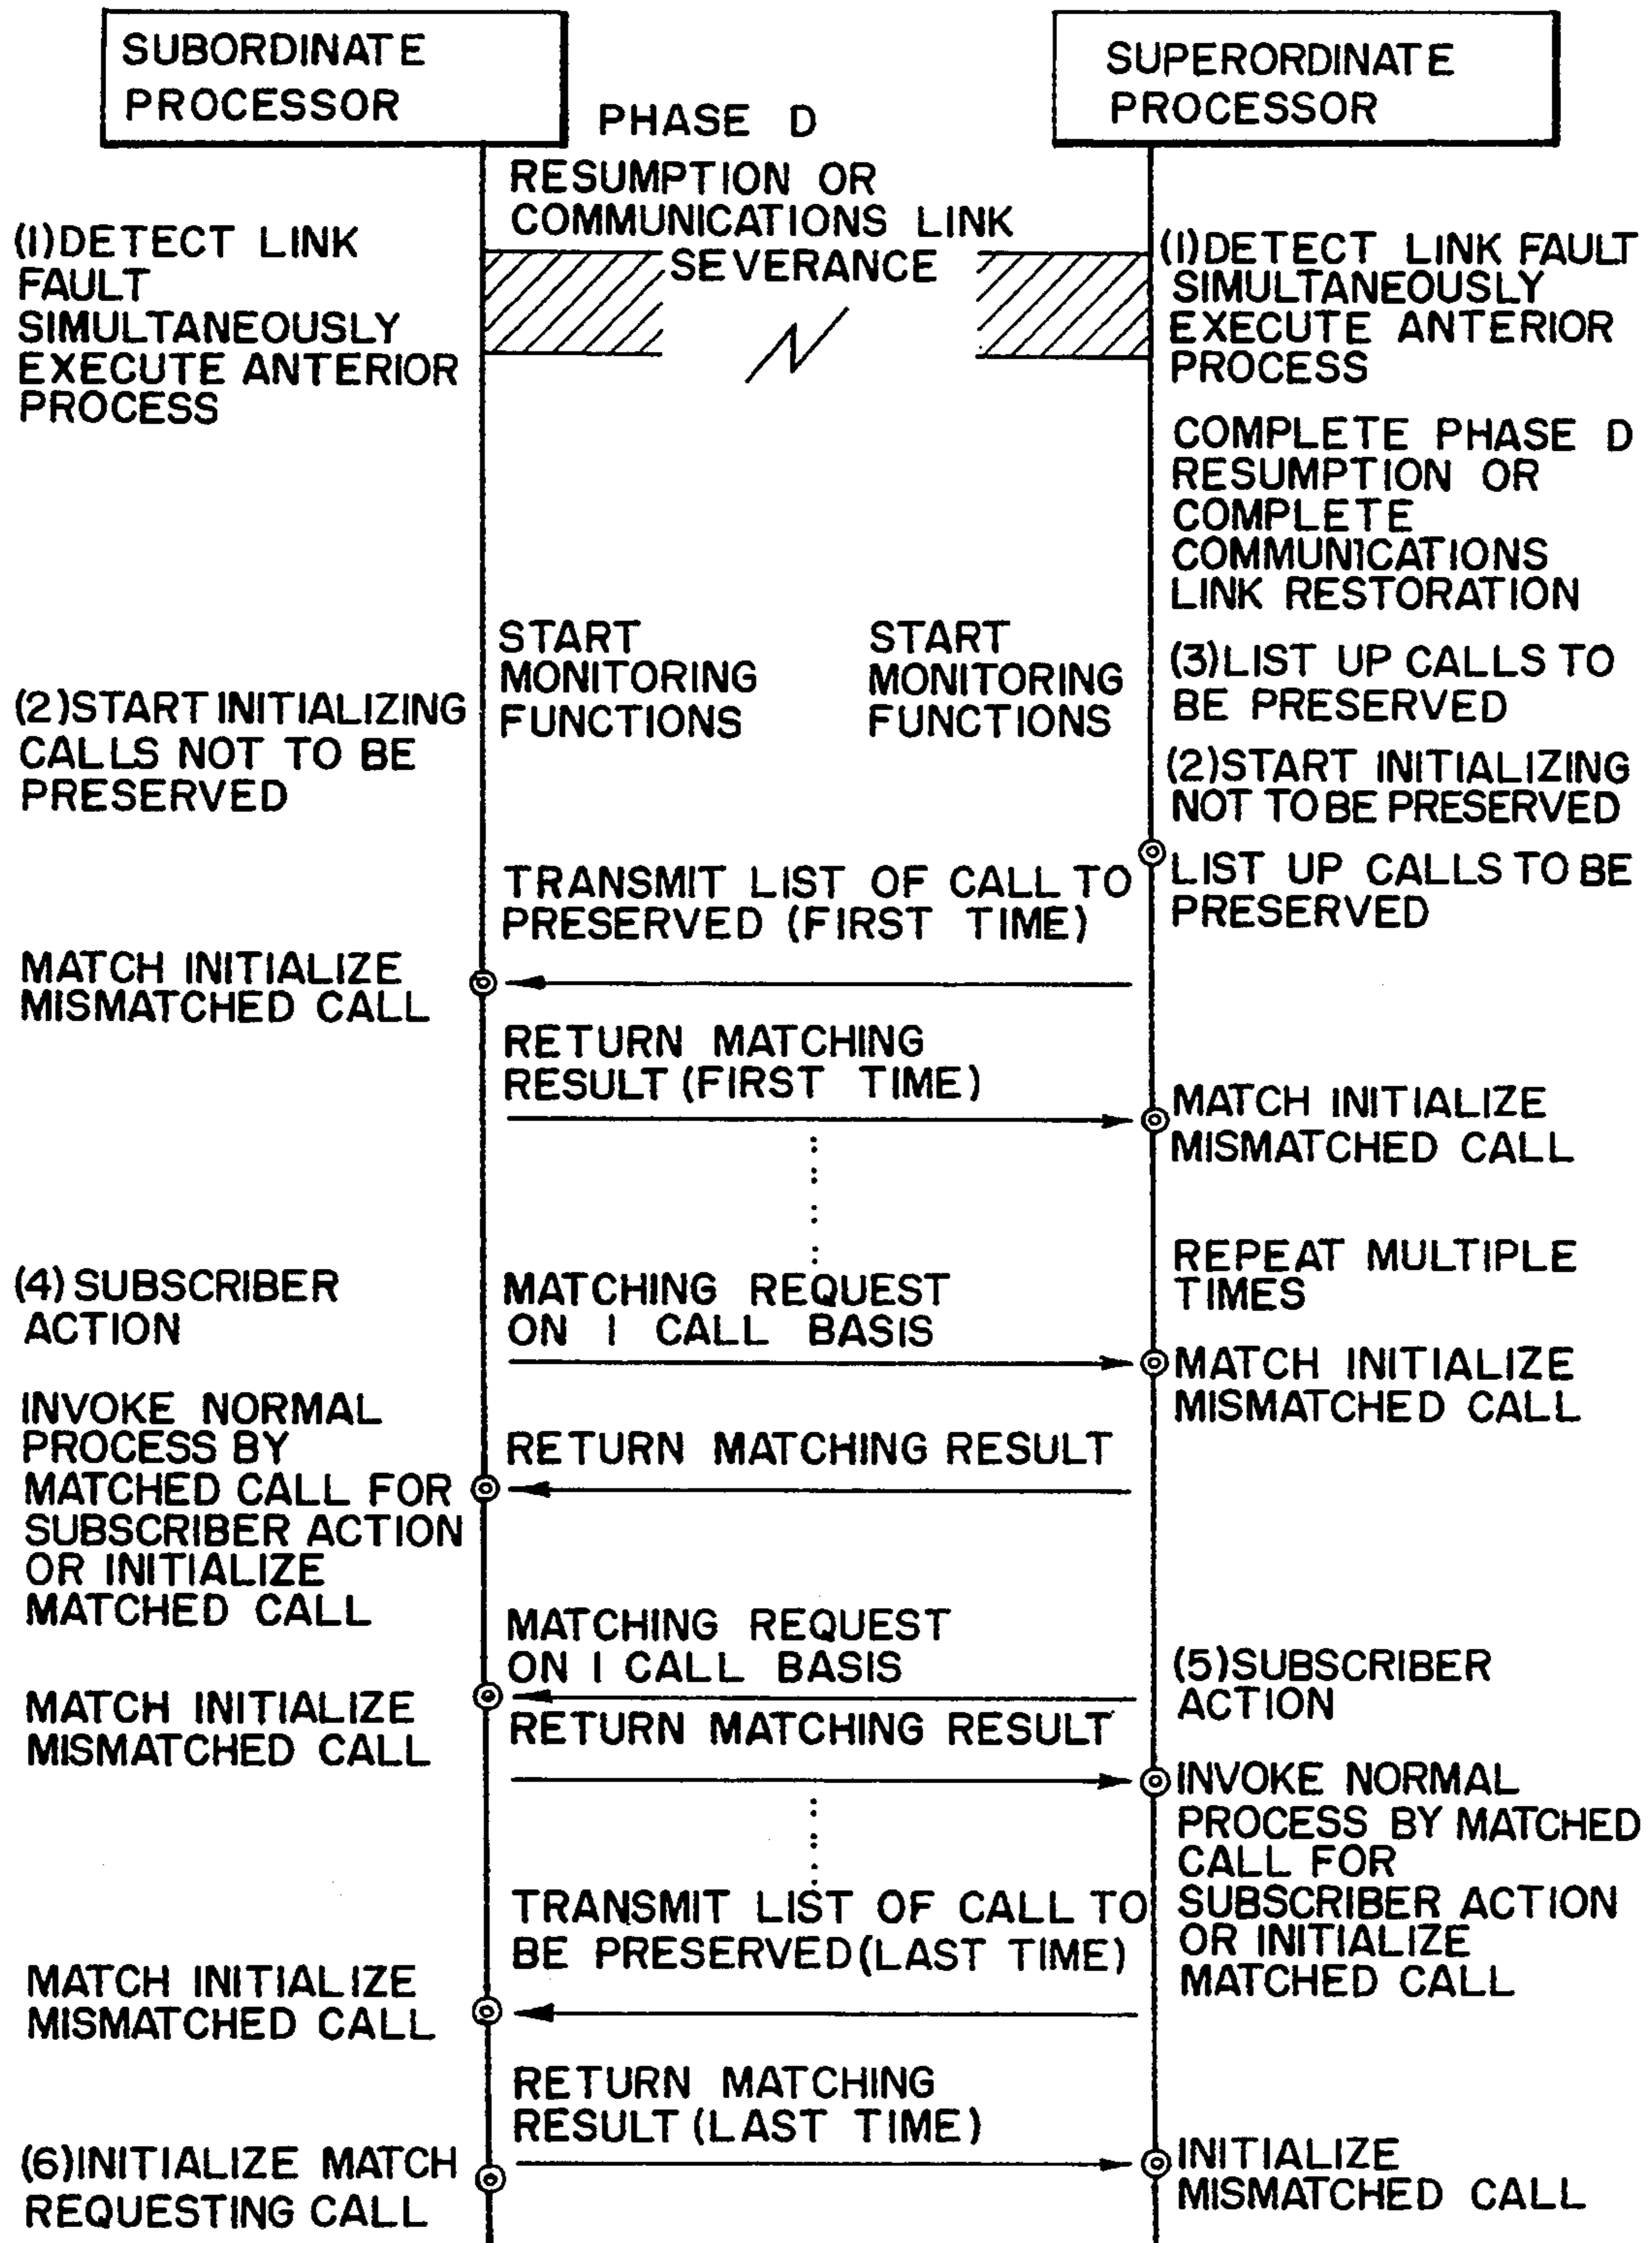 SUBORDINATE
PROCESSOR
SUPERORDINATE
PROCESSOR
PHASE D
RESUMPTION OR
COMMUNICATIONS LINK
SEVERANCE
(1)DETECT LINK
FAULT
SIMULTANEOUSLY
EXECUTE ANTERIOR
PROCESS
(1)DETECT LINK FAULT
SIMULTANEOUSLY
EXECUTE ANTERIOR
PROCESS
COMPLETE PHASE D
RESUMPTION OR
COMPLETE
COMMUNICATIONS
LINK RESTORATION
START
MONITORING
FUNCTIONS
START
MONITORING
FUNCTIONS
(3)LIST UP CALLS TO
BE PRESERVED
(2)START INITIALIZING
CALLS NOT TO BE
PRESERVED
(2)START INITIALIZING
NOT TO BE PRESERVED
LIST UP CALLS TO BE
PRESERVED
TRANSMIT LIST OF CALL TO
PRESERVED (FIRST TIME)
MATCH INITIALIZE
MISMATCHED CALL
RETURN MATCHING
RESULT (FIRST TIME)
MATCH INITIALIZE
MISMATCHED CALL
REPEAT MULTIPLE
TIMES
(4) SUBSCRIBER
ACTION
MATCHING REQUEST
ON 1 CALL BASIS
MATCH INITIALIZE
MISMATCHED CALL
INVOKE NORMAL
PROCESS BY
MATCHED CALL FOR
SUBSCRIBER ACTION
OR INITIALIZE
MATCHED CALL
RETURN MATCHING RESULT
MATCHING REQUEST
ON 1 CALL BASIS
(5)SUBSCRIBER
ACTION
MATCH INITIALIZE
MISMATCHED CALL
RETURN MATCHING RESULT
INVOKE NORMAL
PROCESS BY MATCHED
CALL FOR
SUBSCRIBER ACTION
OR INITIALIZE
MATCHED CALL
TRANSMIT LIST OF CALL TO
BE PRESERVED (LAST TIME)
MATCH INITIALIZE
MISMATCHED CALL
RETURN MATCHING
RESULT (LAST TIME)
(6)INITIALIZE MATCH
REQUESTING CALL
INITIALIZE
MISMATCHED CALL